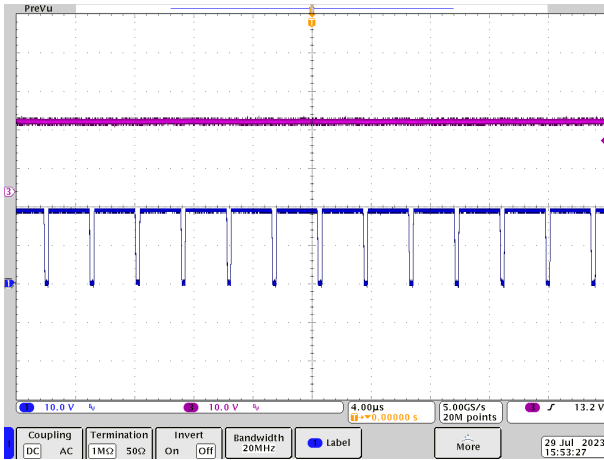 PreVu
T
3
1
1 10.0 V 3 10.0 V
4.00µs
T→▼0.00000 s
5.00GS/s
20M points
3 13.2 V
1
Coupling
DC AC
Termination
1MΩ 50Ω
Invert
On Off
Bandwidth
20MHz
1 Label
More
29 Jul 2023
15:53:27